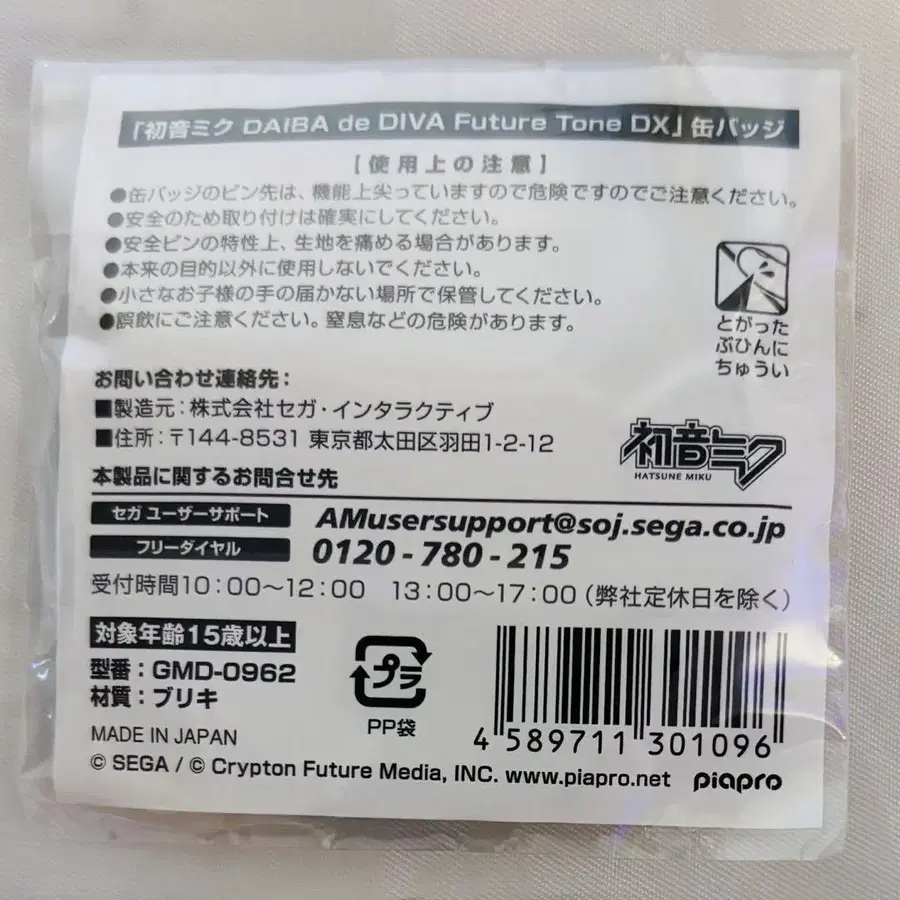 「初音ミク DAIBA de DIVA Future Tone DX」缶バッジ
【使用上の注意】
●缶バッジのピン先は、機能上尖っていますので危険ですのでご注意ください。
●安全のため取り付けは確実にしてください。
●安全ピンの特性上、生地を痛める場合があります。
●本来の目的以外に使用しないでください。
●小さなお子様の手の届かない場所で保管してください。
●誤飲にご注意ください。窒息などの危険があります。
とがった
ぶひんに
ちゅうい
お問い合わせ連絡先：
■製造元：株式会社セガ・インタラクティブ
■住所：〒144-8531 東京都太田区羽田1-2-12
初音ミク
HATSUNE MIKU
本製品に関するお問合せ先
セガ ユーザーサポート AMusersupport@soj.sega.co.jp
フリーダイヤル 0120-780-215
受付時間10：00～12：00 13：00～17：00（弊社定休日を除く）
対象年齢15歳以上
型番：GMD-0962
材質：ブリキ
プラ
PP袋
4 589711 301096
MADE IN JAPAN
© SEGA / © Crypton Future Media, INC. www.piapro.net piapro